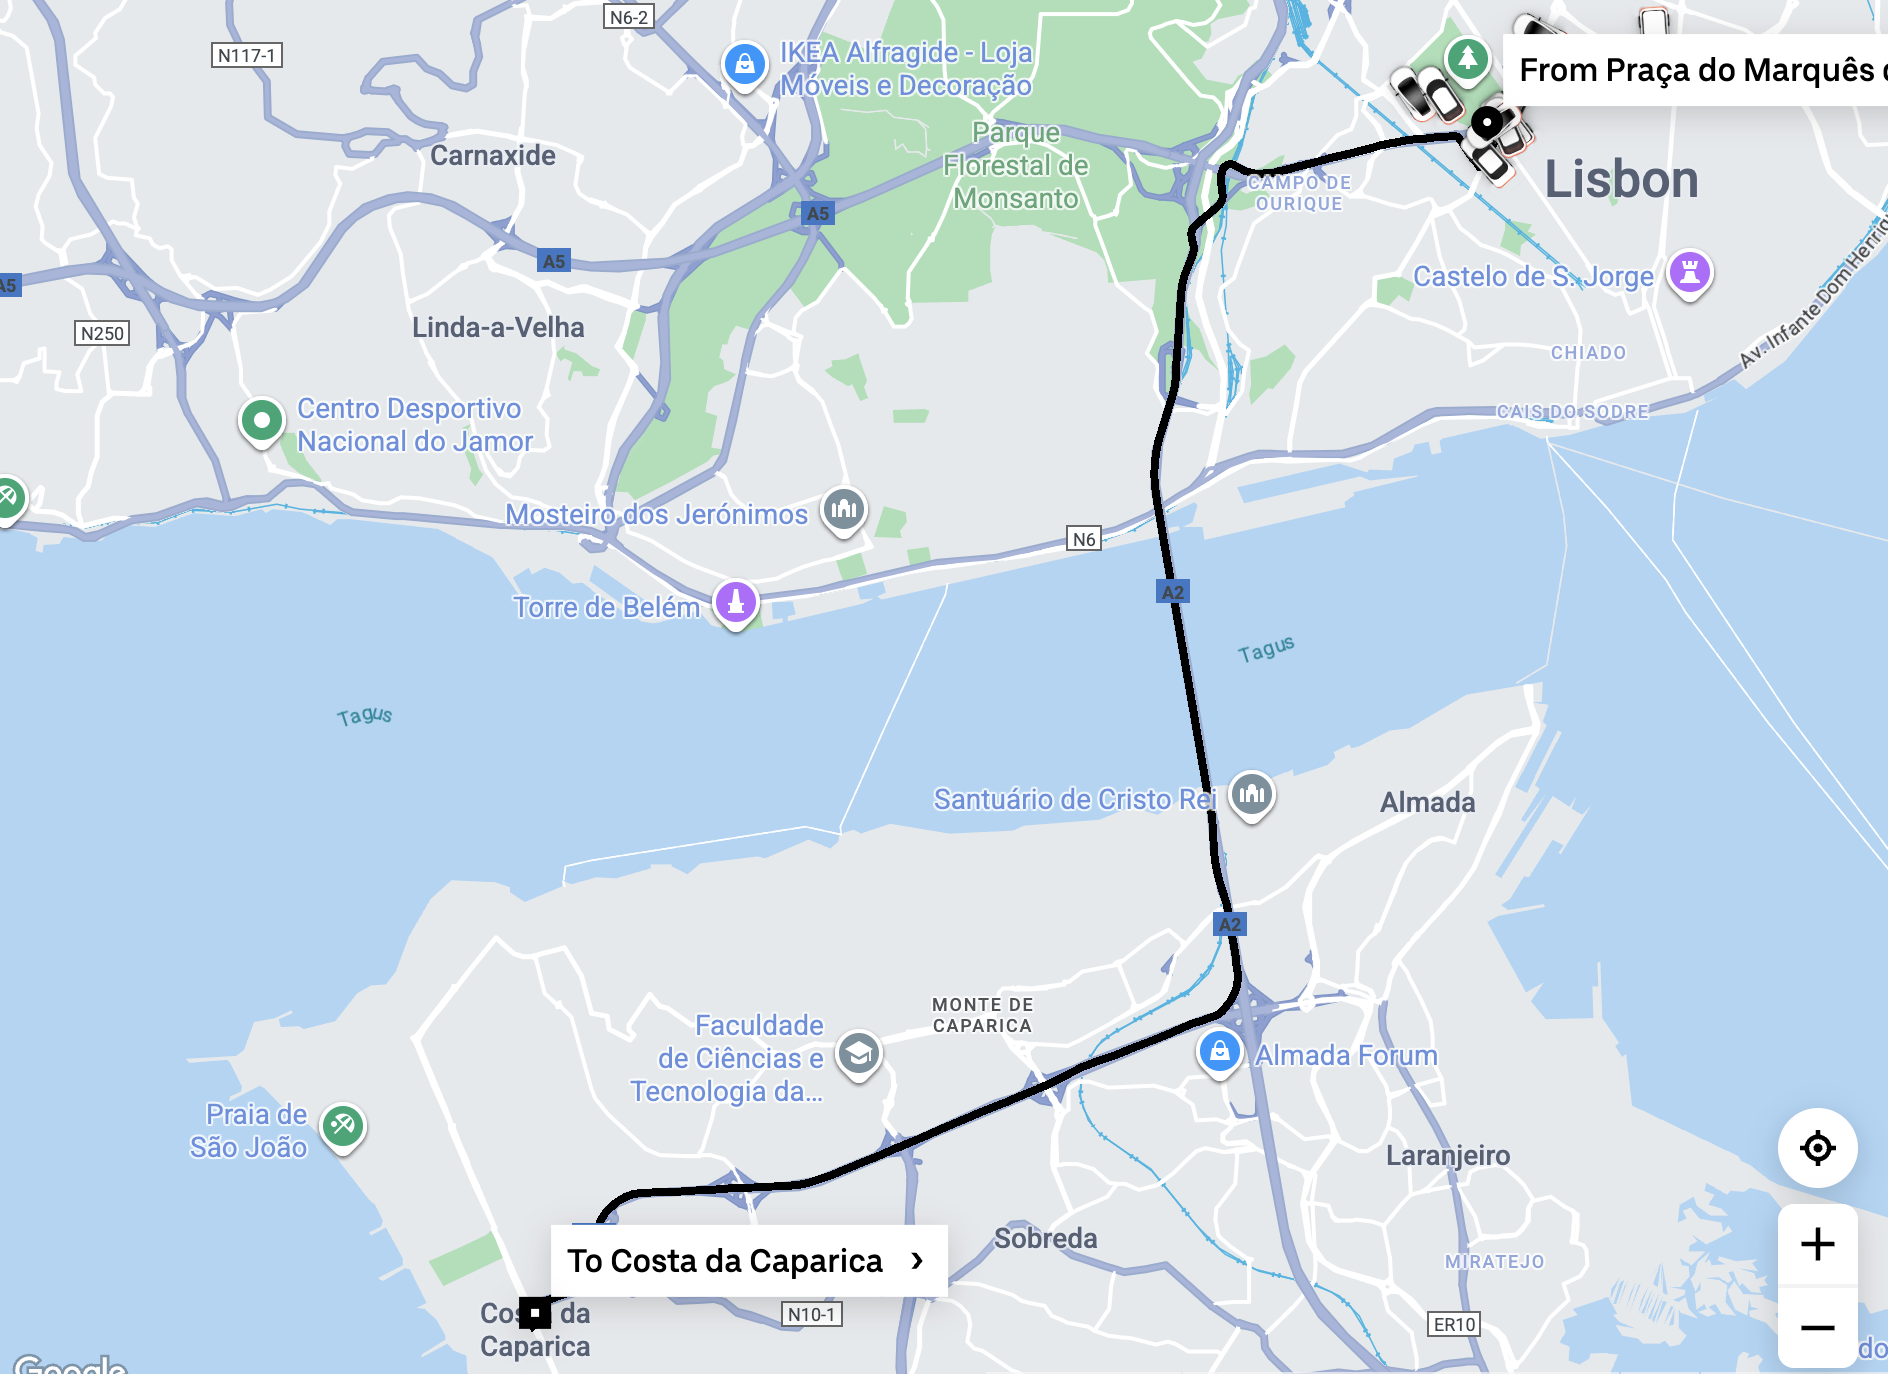 N6-2
N117-1
IKEA Alfragide - Loja
Móveis e Decoração
From Praça do Marquês
Carnaxide
Parque
Florestal de
Monsanto
CAMPO DE
OURIQUE
Lisbon
A5
A5
A5
Castelo de S. Jorge
N250
Linda-a-Velha
Av. Infante Dom Henriq
CHIADO
Centro Desportivo
Nacional do Jamor
CAIS DO SODRE
Mosteiro dos Jerónimos
N6
A2
Torre de Belém
Tagus
Tagus
Santuário de Cristo Rei
Almada
A2
MONTE DE
CAPARICA
Faculdade
de Ciências e
Tecnologia da...
Almada Forum
Praia de
São João
Laranjeiro
Sobreda
To Costa da Caparica
MIRATEJO
Cos da
Caparica
N10-1
ER10
do
Google